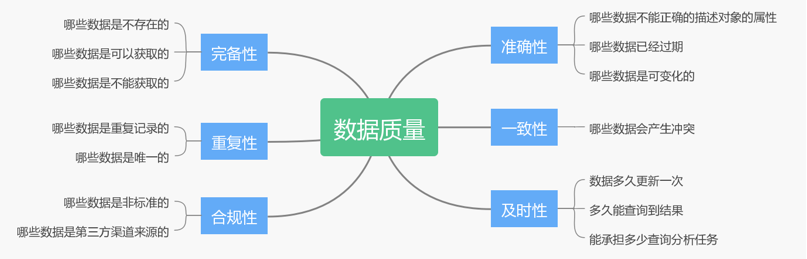 数据质量
完备性
哪些数据是不存在的
哪些数据是可以获取的
哪些数据是不能获取的
重复性
哪些数据是重复记录的
哪些数据是唯一的
合规性
哪些数据是非标准的
哪些数据是第三方渠道来源的
准确性
哪些数据不能正确的描述对象的属性
哪些数据已经过期
哪些数据是可变化的
一致性
哪些数据会产生冲突
及时性
数据多久更新一次
多久能查询到结果
能承担多少查询分析任务